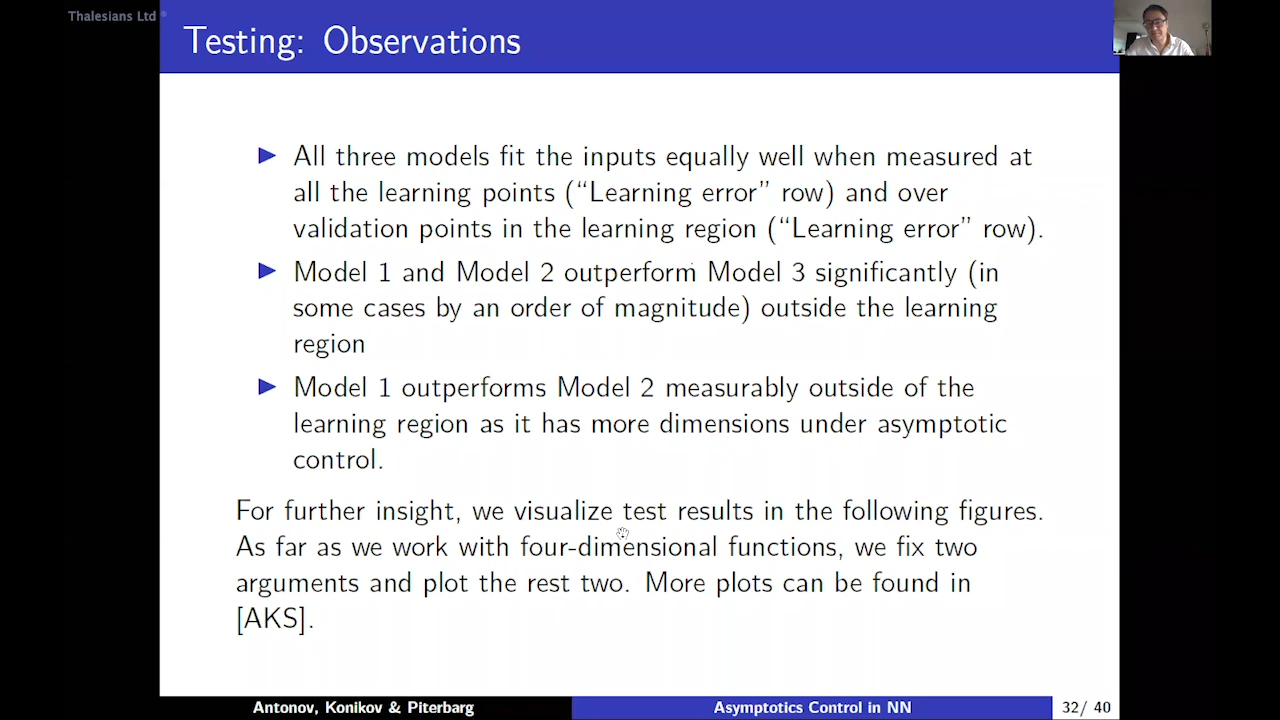 Thalesians Ltd
Testing: Observations
All three models fit the inputs equally well when measured at
all the learning points (“Learning error” row) and over
validation points in the learning region (“Learning error” row).
Model 1 and Model 2 outperform Model 3 significantly (in
some cases by an order of magnitude) outside the learning
region
Model 1 outperforms Model 2 measurably outside of the
learning region as it has more dimensions under asymptotic
control.
For further insight, we visualize test results in the following figures.
As far as we work with four-dimensional functions, we fix two
arguments and plot the rest two. More plots can be found in
[AKS].
Antonov, Konikov & Piterbarg
Asymptotics Control in NN
32/ 40